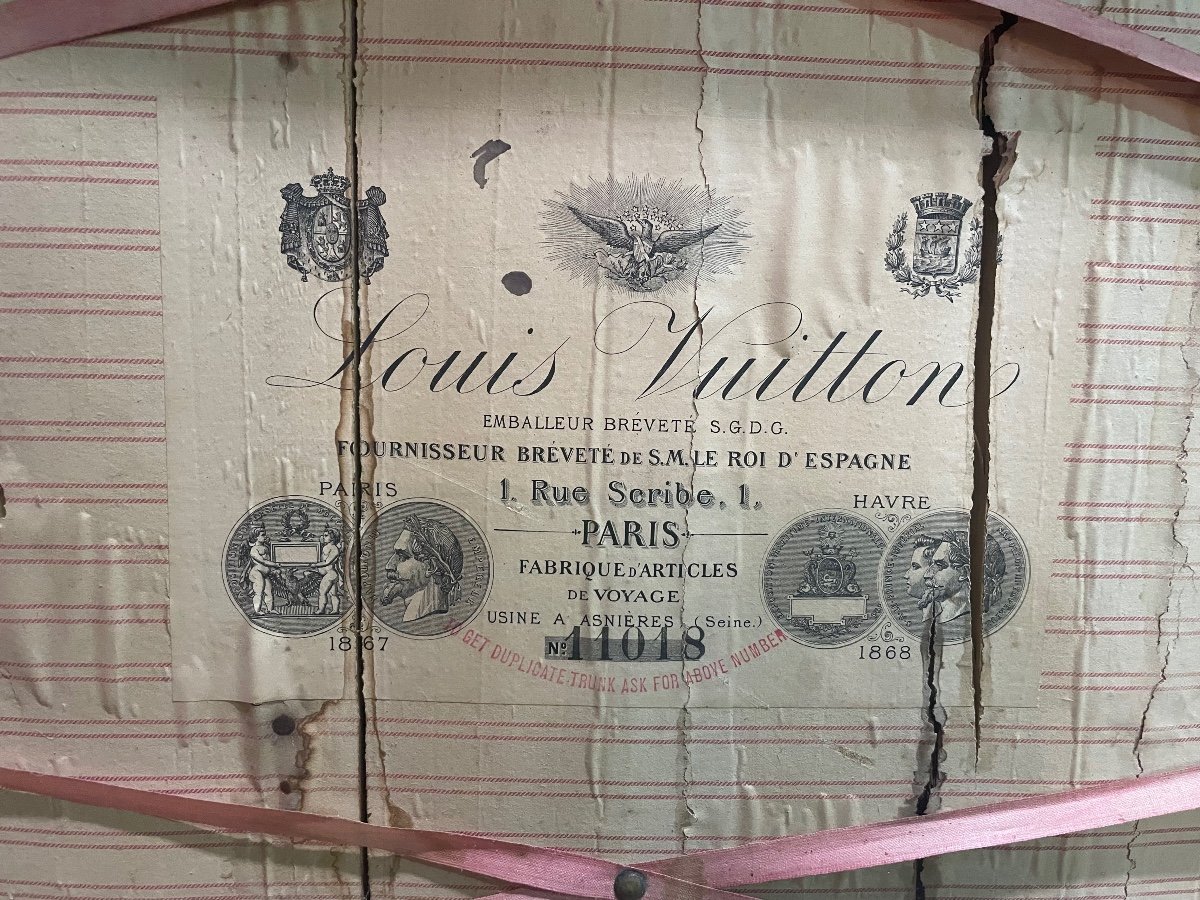 Louis Vuitton
EMBALLEUR BRÉVETÉ S.G.D.G.
FOURNISSEUR BRÉVETÉ DE S.M. LE ROI D'ESPAGNE
1. Rue Scribe. 1.
PARIS
FABRIQUE D'ARTICLES
DE VOYAGE
USINE A ASNIÈRES (Seine.)
No. 11018
TO GET DUPLICATE TRUNK ASK FOR ABOVE NUMBER
PARIS
1867
HAVRE
1868